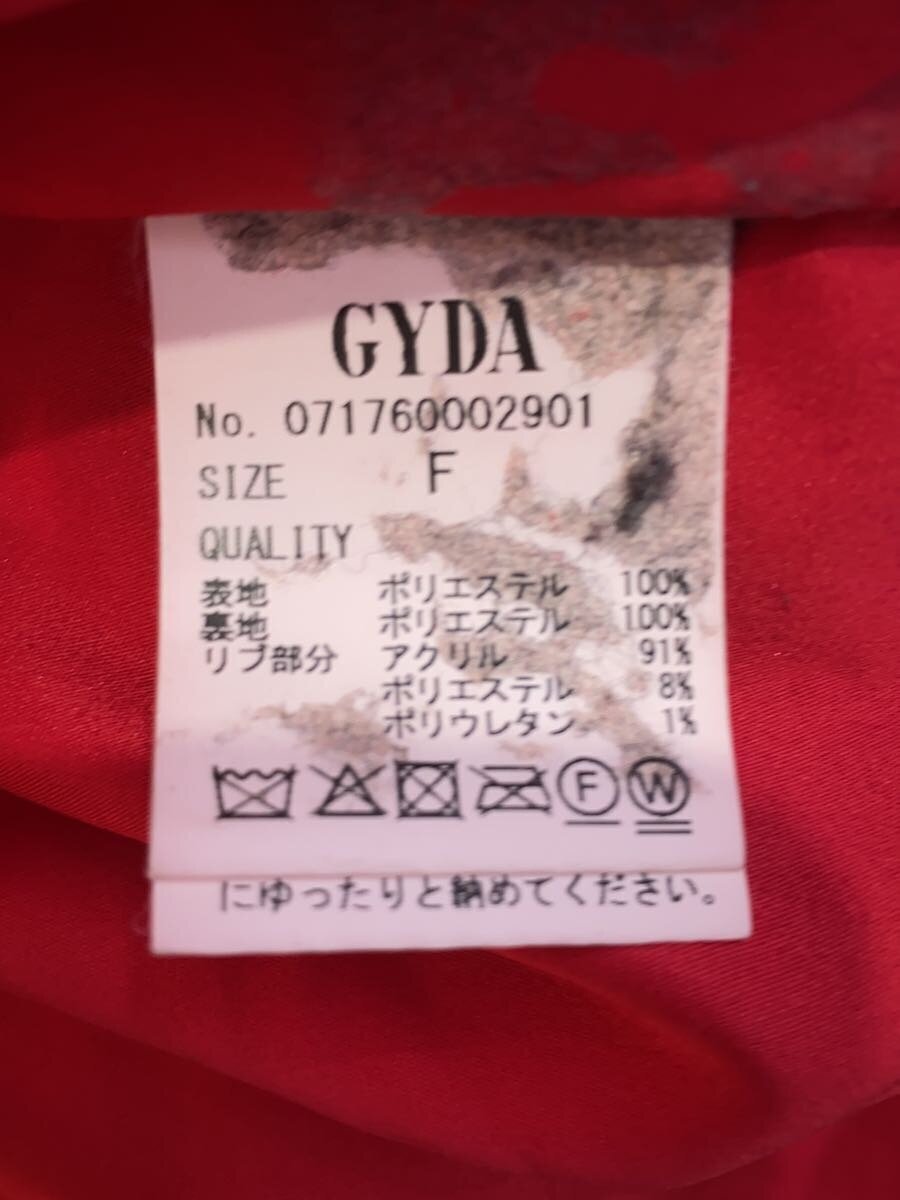 GYDA
No. 071760002901
SIZE F
QUALITY
表地 ポリエステル 100%
裏地 ポリエステル 100%
リブ部分 アクリル 91%
ポリエステル 8%
ポリウレタン 1%
F W
にゆったりと納めてください。